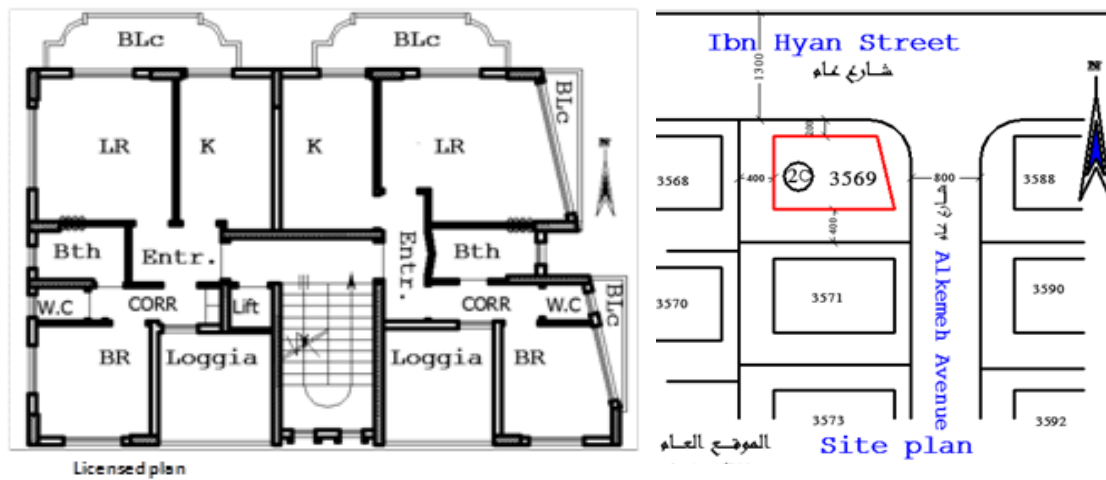 BLc
BLc
BLc
LR
K
K
LR
N
Bth
Entr.
Entr.
Bth
W.C
CORR
Lift
CORR
W.C
BLc
BR
Loggia
Loggia
BR
Licensed plan
Ibn Hyan Street
شارع عام
1300
N
200
3568
400
2C
3569
800
3588
400
Alkemeh Avenue
3570
3571
3590
3573
3592
الموقع العام
Site plan